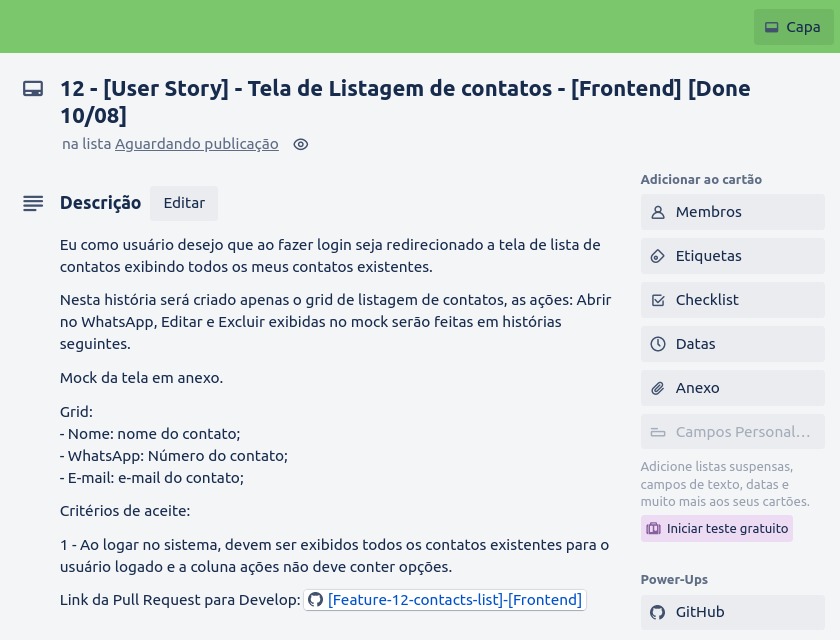 Capa
12 - [User Story] - Tela de Listagem de contatos - [Frontend] [Done
10/08]
na lista Aguardando publicação
Descrição
Editar
Eu como usuário desejo que ao fazer login seja redirecionado a tela de lista de
contatos exibindo todos os meus contatos existentes.
Nesta história será criado apenas o grid de listagem de contatos, as ações: Abrir
no WhatsApp, Editar e Excluir exibidas no mock serão feitas em histórias
seguintes.
Mock da tela em anexo.
Grid:
- Nome: nome do contato;
- WhatsApp: Número do contato;
- E-mail: e-mail do contato;
Critérios de aceite:
1 - Ao logar no sistema, devem ser exibidos todos os contatos existentes para o
usuário logado e a coluna ações não deve conter opções.
Link da Pull Request para Develop: [Feature-12-contacts-list]-[Frontend]
Adicionar ao cartão
Membros
Etiquetas
Checklist
Datas
Anexo
Campos Personal...
Adicione listas suspensas,
campos de texto, datas e
muito mais aos seus cartões.
Iniciar teste gratuito
Power-Ups
GitHub